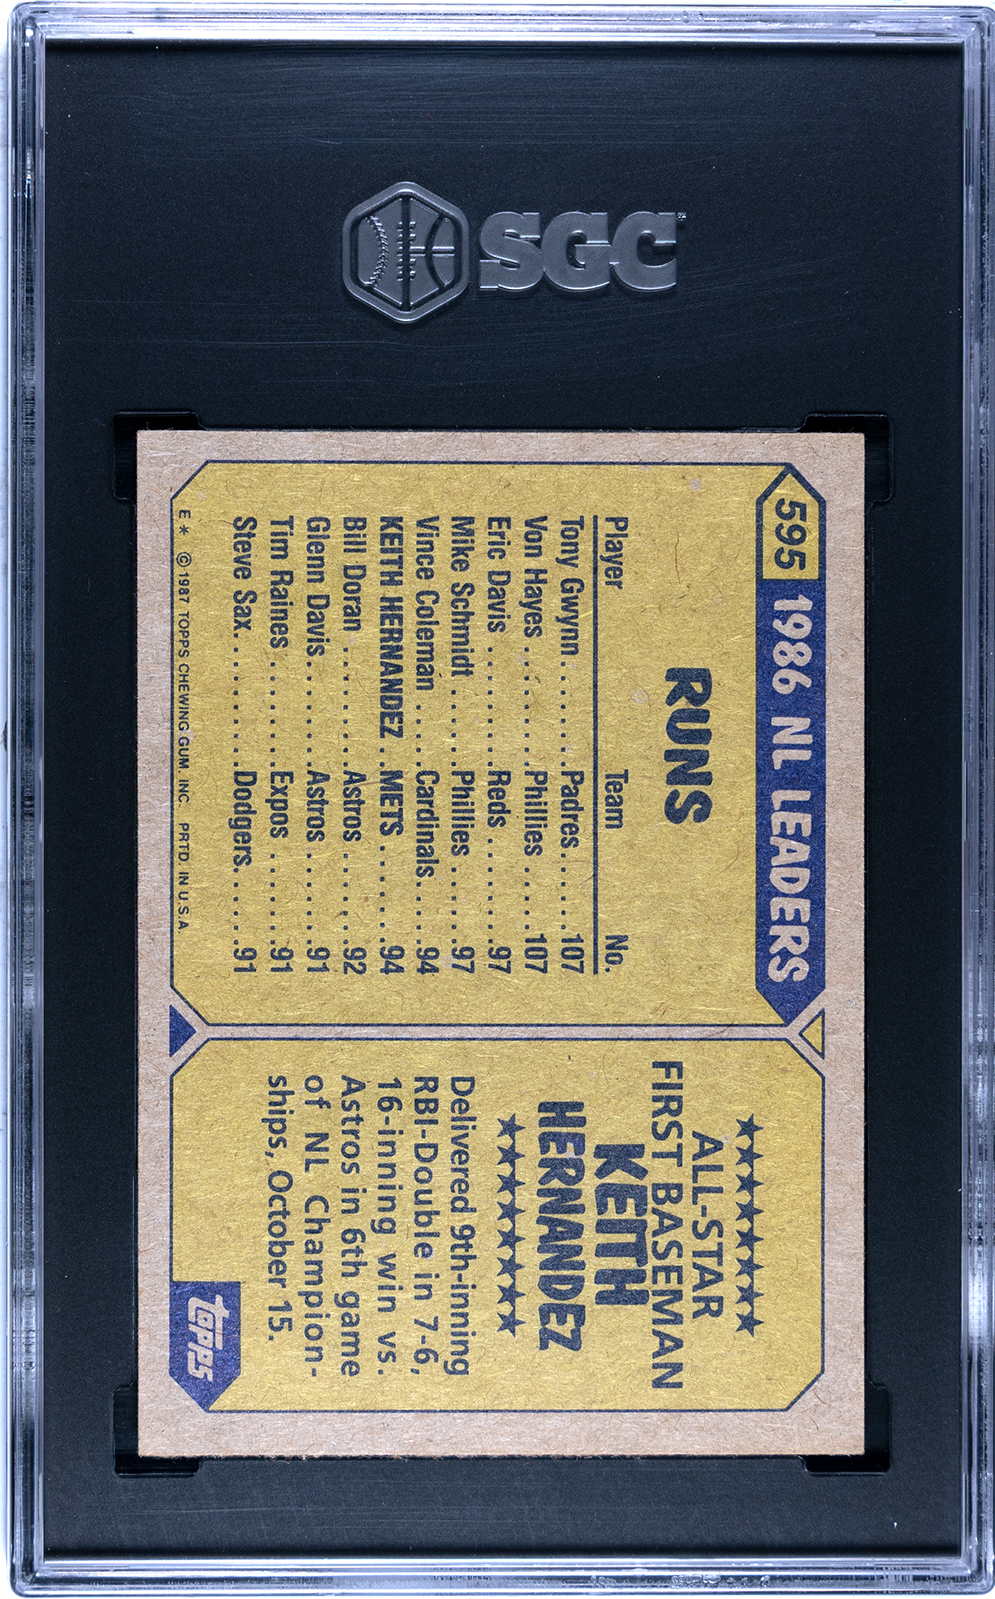 SGC
595 1986 NL LEADERS
RUNS
Player Team No.
Tony Gwynn........Padres......107
Von Hayes.........Phillies....107
Eric Davis.........Reds........97
Mike Schmidt......Phillies......97
Vince Coleman....Cardinals....94
KEITH HERNANDEZ..METS......94
Bill Doran.........Astros.......92
Glenn Davis........Astros.......91
Tim Raines.........Expos.......91
Steve Sax..........Dodgers.....91
E* © 1987 TOPPS CHEWING GUM, INC. PRTD. IN U.S.A.
ALL-STAR
FIRST BASEMAN
KEITH
HERNANDEZ
Delivered 9th-inning
RBI-Double in 7-6,
16-inning win vs.
Astros in 6th game
of NL Champion-
ships, October 15.
topps